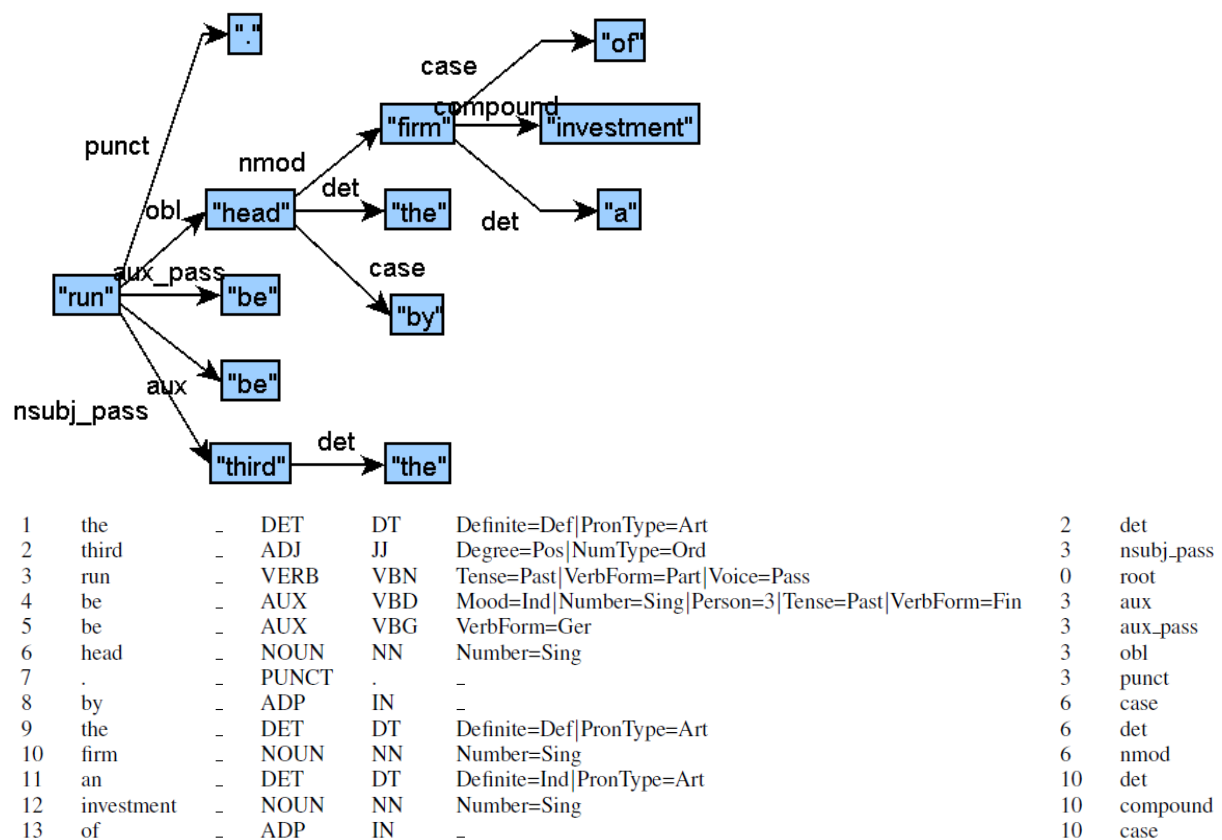 "."
"of"
case
compound
"firm"
"investment"
punct
nmod
det
obl
"head"
"the"
det
"a"
aux_pass
case
"run"
"be"
"by"
aux
"be"
nsubj_pass
det
"third"
"the"
1 the _ DET DT Definite=Def|PronType=Art 2 det
2 third _ ADJ JJ Degree=Pos|NumType=Ord 3 nsubj_pass
3 run _ VERB VBN Tense=Past|VerbForm=Part|Voice=Pass 0 root
4 be _ AUX VBD Mood=Ind|Number=Sing|Person=3|Tense=Past|VerbForm=Fin 3 aux
5 be _ AUX VBG VerbForm=Ger 3 aux_pass
6 head _ NOUN NN Number=Sing 3 obl
7 . _ PUNCT . _ 3 punct
8 by _ ADP IN _ 6 case
9 the _ DET DT Definite=Def|PronType=Art 6 det
10 firm _ NOUN NN Number=Sing 6 nmod
11 an _ DET DT Definite=Ind|PronType=Art 10 det
12 investment _ NOUN NN Number=Sing 10 compound
13 of _ ADP IN _ 10 case